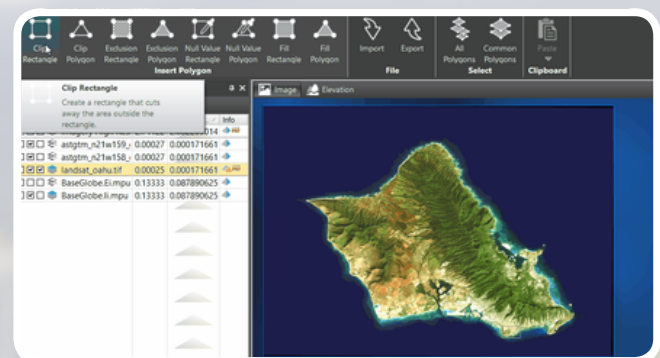 Clip Rectangle
Clip Polygon
Exclusion Rectangle
Exclusion Polygon
Null Value Rectangle
Null Value Polygon
Fill Rectangle
Fill Polygon
Import
Export
All Polygons
Common Polygons
Paste
Insert Polygon
File
Select
Clipboard
Clip Rectangle
Create a rectangle that cuts
away the area outside the
rectangle.
Image
Elevation
Info
astgtm_n21w159_ 0.00027 0.000171661
astgtm_n21w158_ 0.00027 0.000171661
landsat_oahu.tif 0.00025 0.000171661
BaseGlobe.Ei.mpu 0.13333 0.087890625
BaseGlobe.Ii.mpu 0.13333 0.087890625